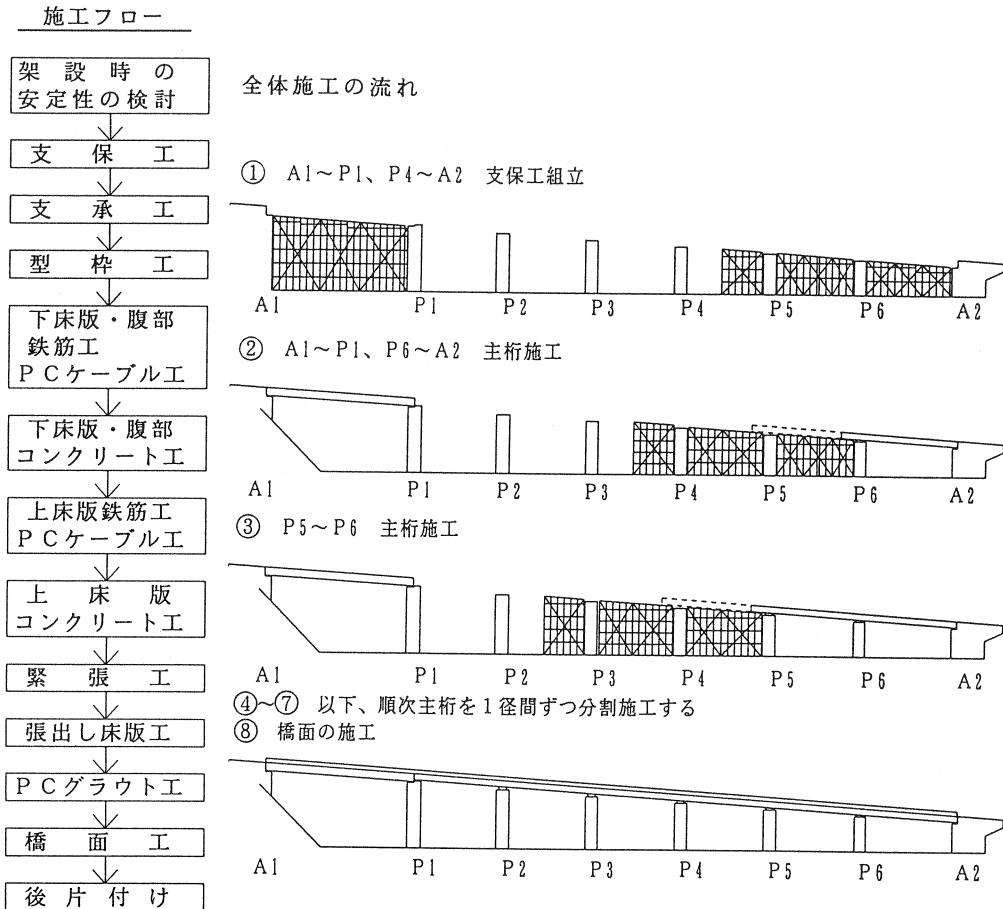 施工フロー
架設時の
安定性の検討
支保工
支承工
型枠工
下床版・腹部
鉄筋工
PCケーブル工
下床版・腹部
コンクリート工
上床版鉄筋工
PCケーブル工
上床版
コンクリート工
緊張工
張出し床版工
PCグラウト工
橋面工
後片付け
全体施工の流れ
① A1～P1、P4～A2 支保工組立
A1 P1 P2 P3 P4 P5 P6 A2
② A1～P1、P6～A2 主桁施工
A1 P1 P2 P3 P4 P5 P6 A2
③ P5～P6 主桁施工
A1 P1 P2 P3 P4 P5 P6 A2
④～⑦ 以下、順次主桁を1径間ずつ分割施工する
⑧ 橋面の施工
A1 P1 P2 P3 P4 P5 P6 A2